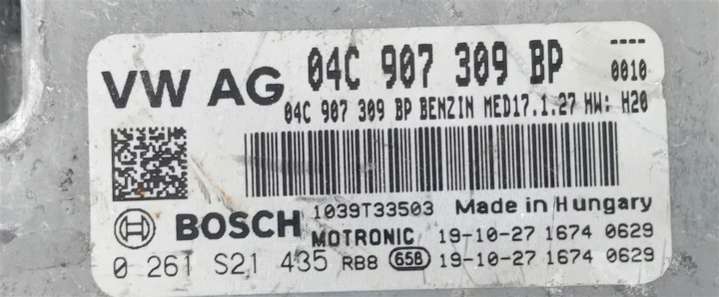 VW AG 04C 907 309 BP ----
0010
04C 907 309 BP BENZIN MED17.1.27 HW: H20
BOSCH 1039T33503 Made in Hungary
MOTRONIC 19-10-27 1674 0629
0 261 S21 435 RB8 658 19-10-27 1674 0629